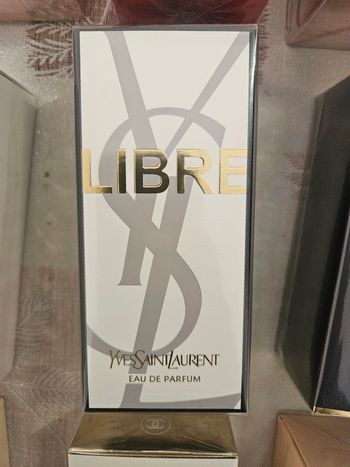 LIBRE
YVESSAINTLAURENT
EAU DE PARFUM